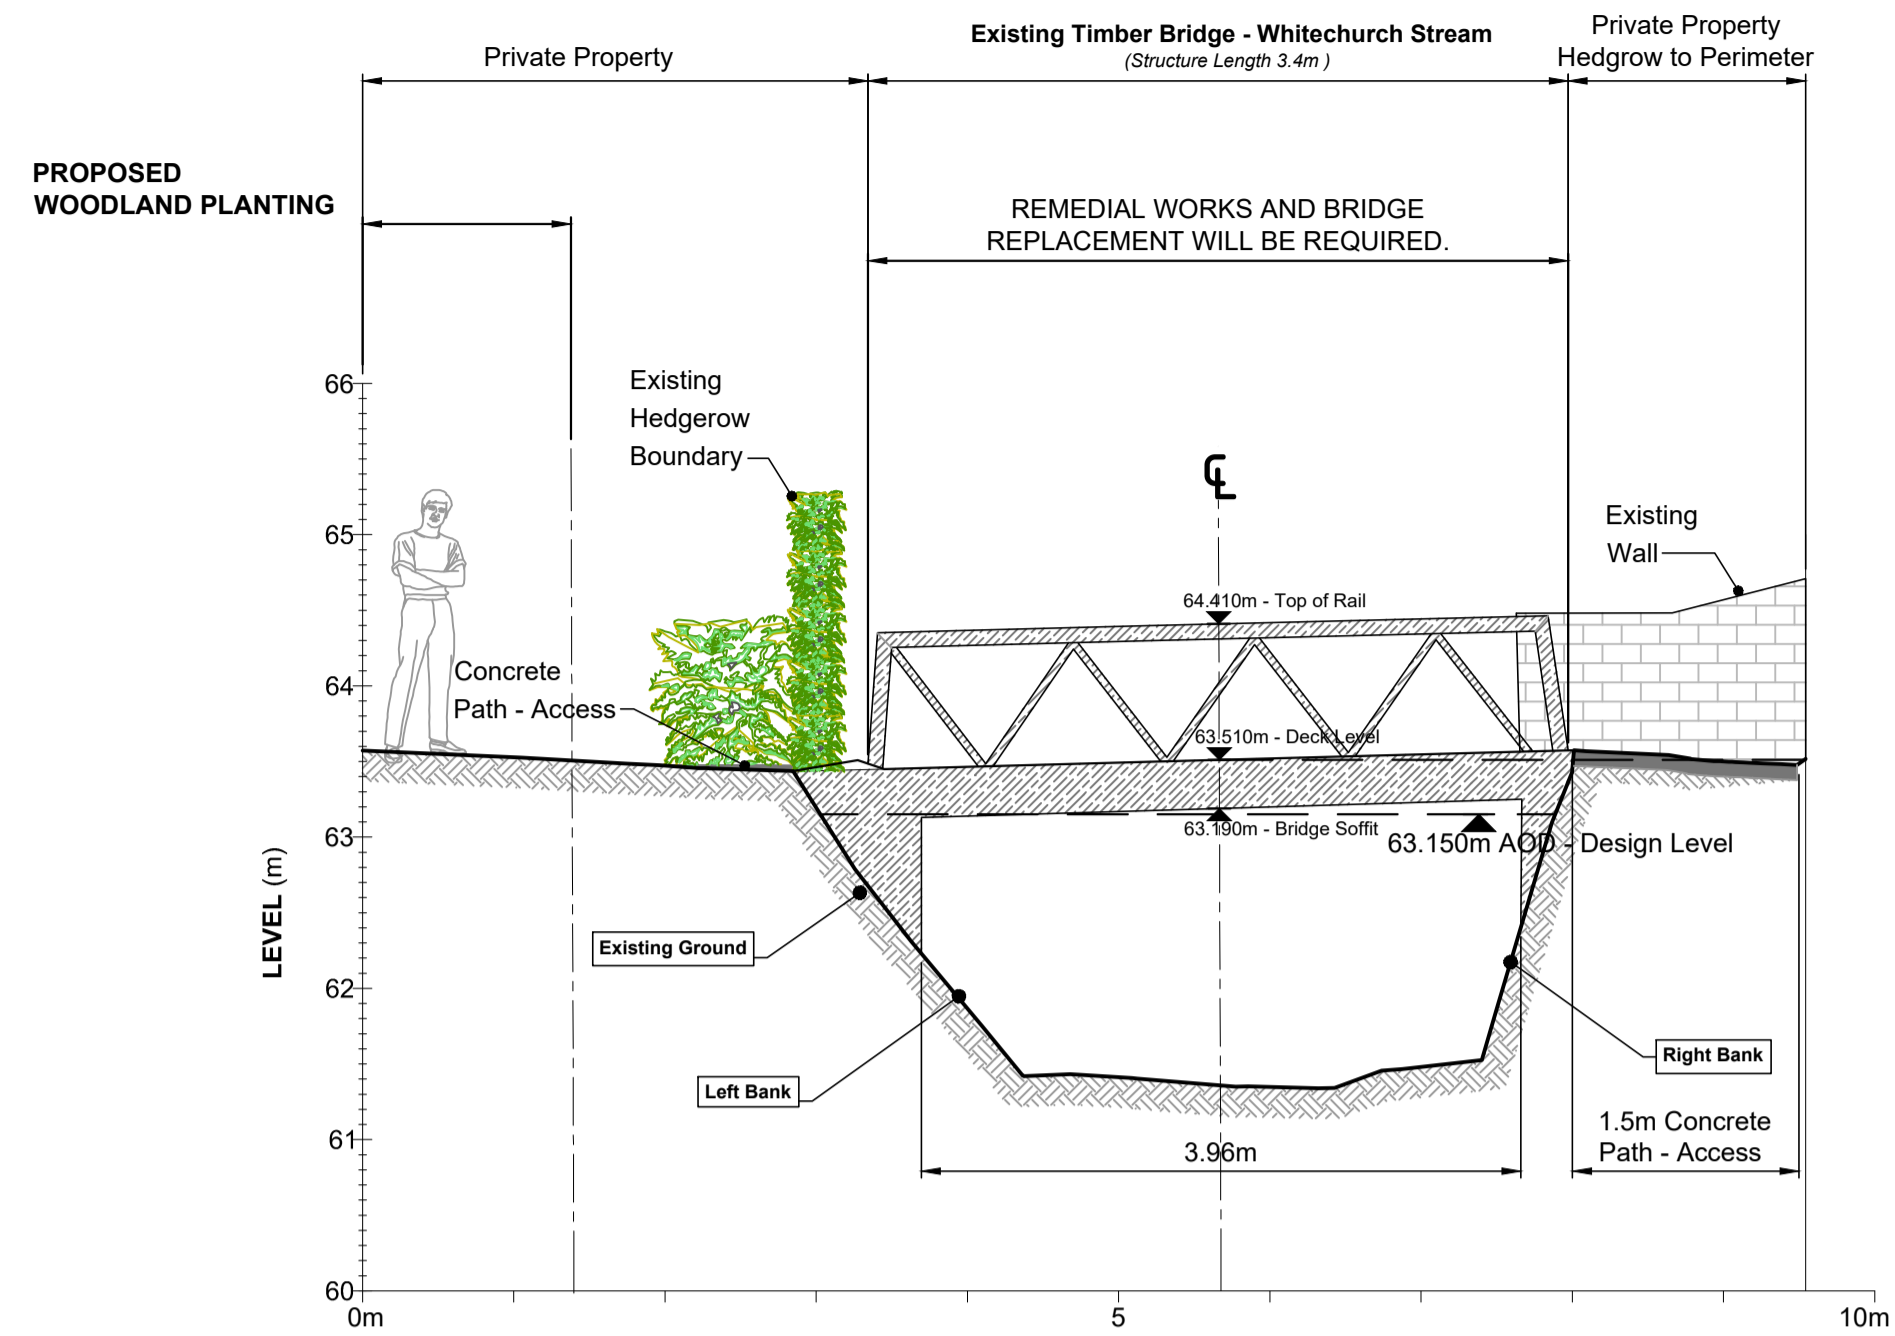 Private Property
Existing Timber Bridge - Whitechurch Stream
(Structure Length 3.4m )
Private Property
Hedgrow to Perimeter
PROPOSED
WOODLAND PLANTING
REMEDIAL WORKS AND BRIDGE
REPLACEMENT WILL BE REQUIRED.
66
Existing
Hedgerow
Boundary
CL
65
Existing
Wall
64.410m - Top of Rail
64
Concrete
Path - Access
63.510m - Deck Level
63
63.190m - Bridge Soffit
63.150m AOD - Design Level
LEVEL (m)
Existing Ground
62
Left Bank
Right Bank
61
3.96m
1.5m Concrete
Path - Access
60
0m
5
10m